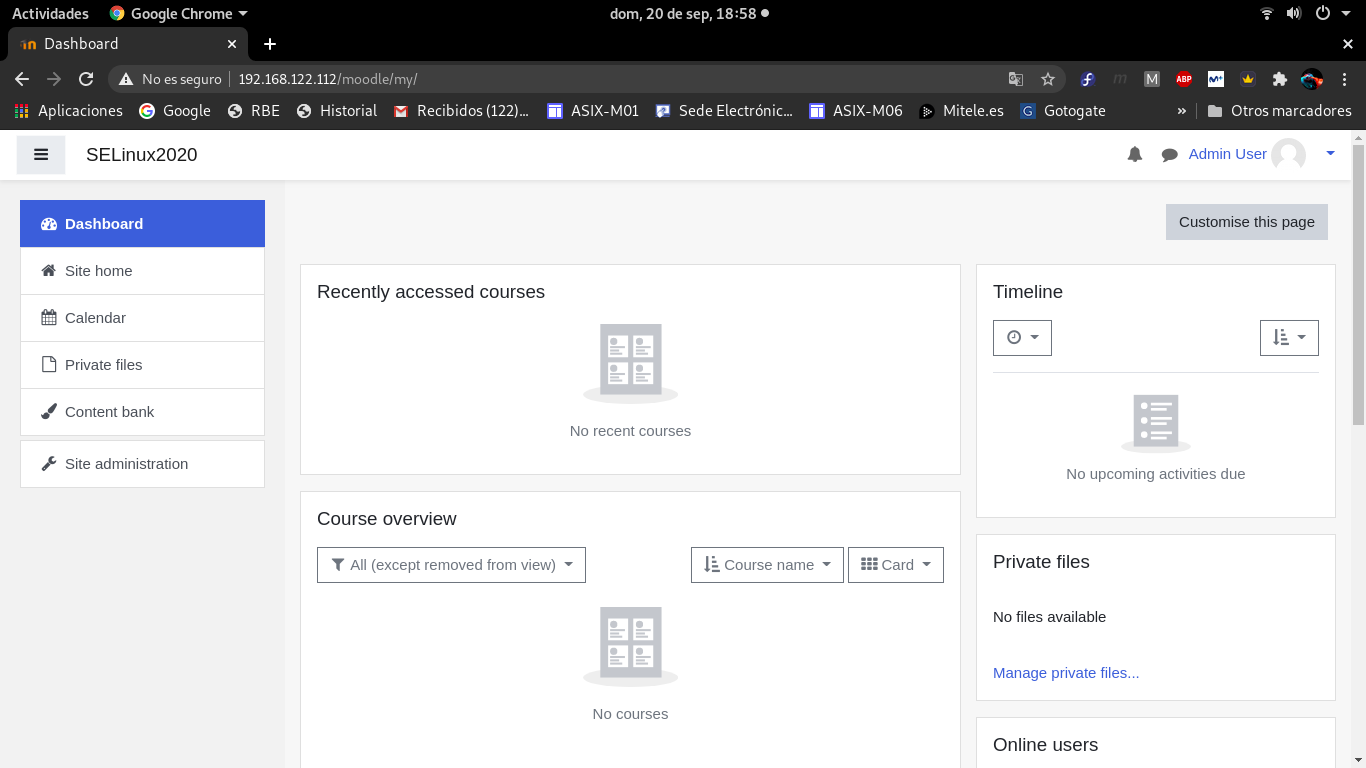 Actividades Google Chrome dom, 20 de sep, 18:58
Dashboard
No es seguro 192.168.122.112/moodle/my/
ABP
Aplicaciones Google RBE Historial Recibidos (122)... ASIX-M01 Sede Electrónic... ASIX-M06 Mitele.es Gotogate » Otros marcadores
SELinux2020 Admin User
Dashboard
Site home
Calendar
Private files
Content bank
Site administration
Customise this page
Recently accessed courses
No recent courses
Course overview
All (except removed from view) Course name Card
No courses
Timeline
No upcoming activities due
Private files
No files available
Manage private files...
Online users